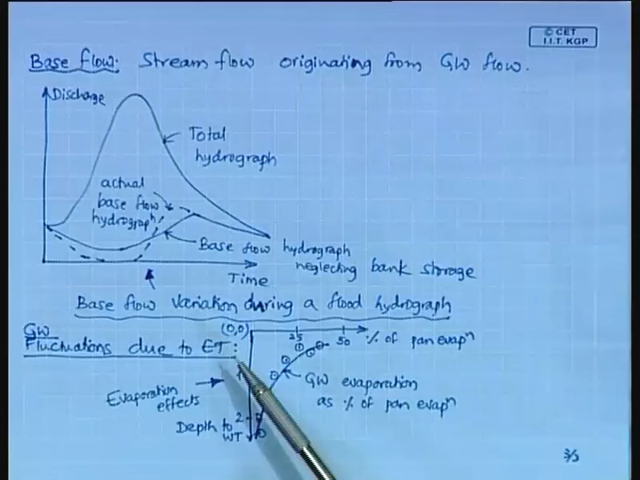 © CET
I.I.T. KGP
Base flow: Stream flow originating from GW flow.
Discharge
Total
hydrograph
actual
base flow
hydrograph
Base flow hydrograph
neglecting bank storage
Time
Base flow variation during a flood hydrograph
GW
Fluctuations due to ET:
(0,0)
25
50
% of pan evapn
GW evaporation
as % of pan evapn
Evaporation
effects
1
2
Depth to
WT